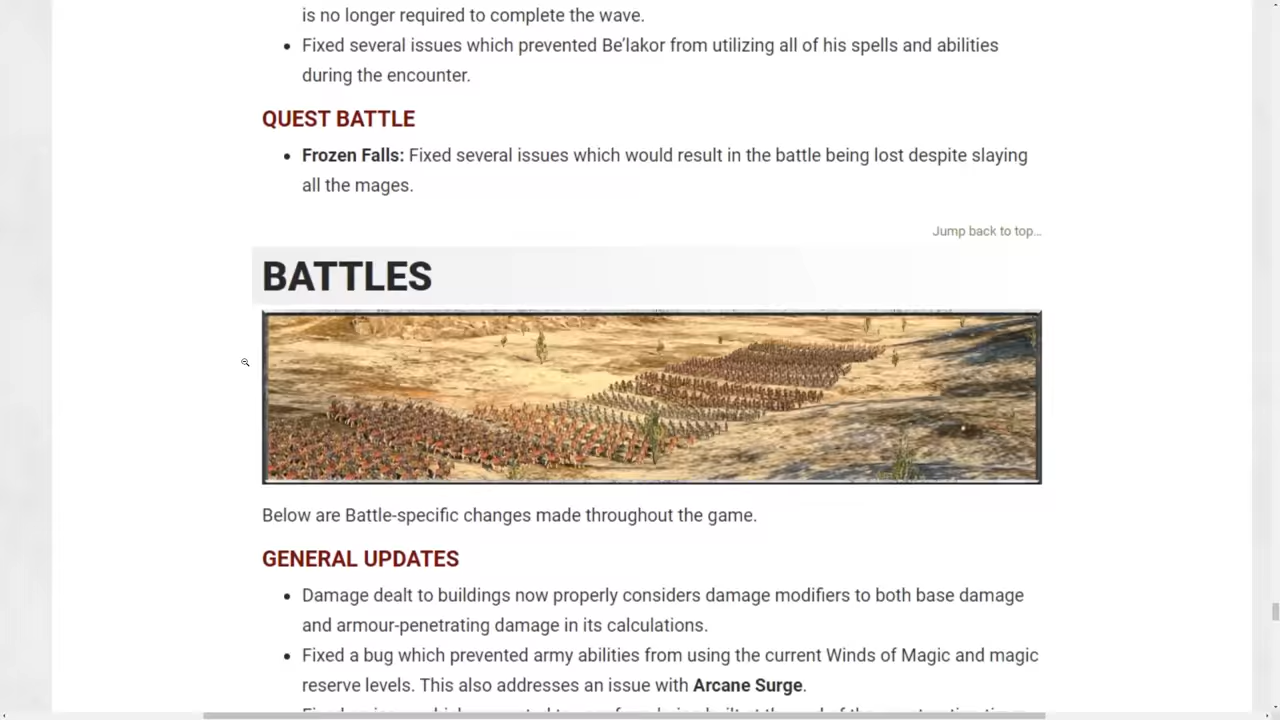 is no longer required to complete the wave.
• Fixed several issues which prevented Be’lakor from utilizing all of his spells and abilities
during the encounter.
QUEST BATTLE
• Frozen Falls: Fixed several issues which would result in the battle being lost despite slaying
all the mages.
Jump back to top…
BATTLES
Below are Battle-specific changes made throughout the game.
GENERAL UPDATES
• Damage dealt to buildings now properly considers damage modifiers to both base damage
and armour-penetrating damage in its calculations.
• Fixed a bug which prevented army abilities from using the current Winds of Magic and magic
reserve levels. This also addresses an issue with Arcane Surge.